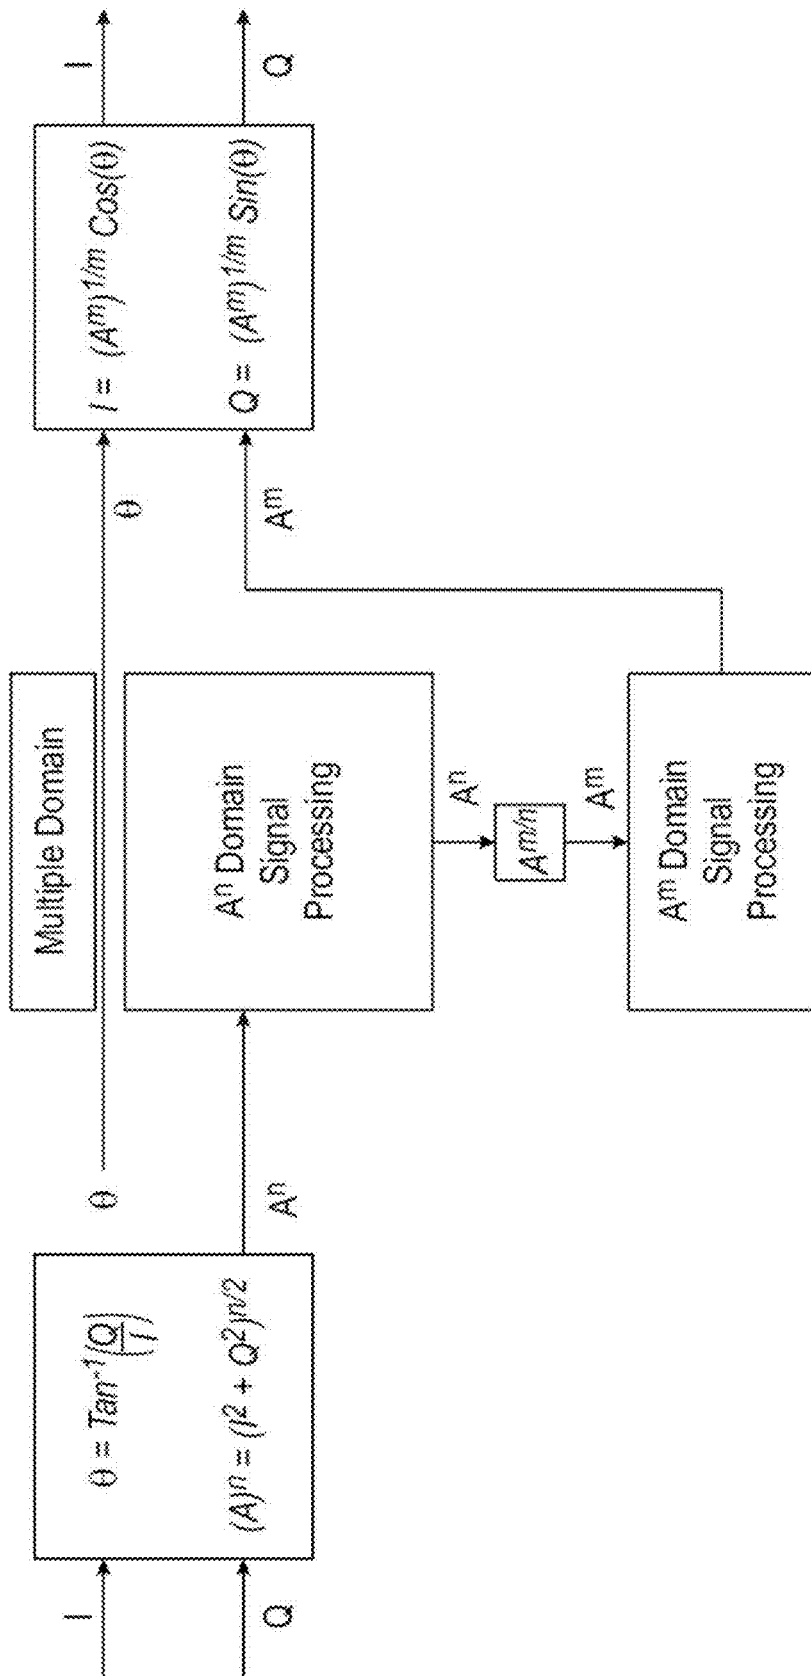 I
Q
θ = Tan⁻¹(Q/I)
(A)ⁿ = (I² + Q²)ⁿ/²
θ
Aⁿ
Multiple Domain
Aⁿ Domain
Signal
Processing
Aⁿ
Aᵐ/ⁿ
Aᵐ
Aᵐ Domain
Signal
Processing
θ
Aᵐ
I = (Aᵐ)¹/ᵐ Cos(θ)
Q = (Aᵐ)¹/ᵐ Sin(θ)
I
Q